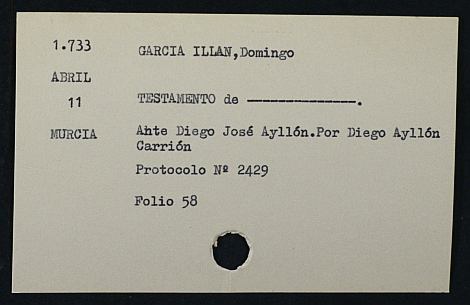 1.733 GARCIA ILLAN,Domingo
ABRIL
11 TESTAMENTO de ---------------.
MURCIA Ante Diego José Ayllón.Por Diego Ayllón
Carrión
Protocolo Nº 2429
Folio 58